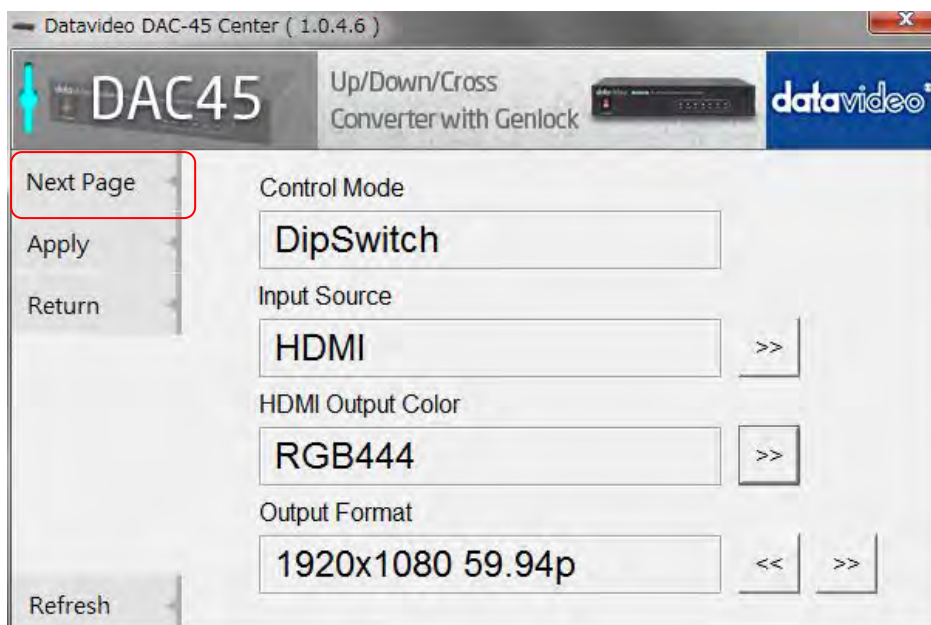 Datavideo DAC-45 Center ( 1.0.4.6 )
X
DAC45
Up/Down/Cross
Converter with Genlock
datavideo®
Next Page
Apply
Return
Refresh
Control Mode
DipSwitch
Input Source
HDMI
>>
HDMI Output Color
RGB444
>>
Output Format
1920x1080 59.94p
<<
>>